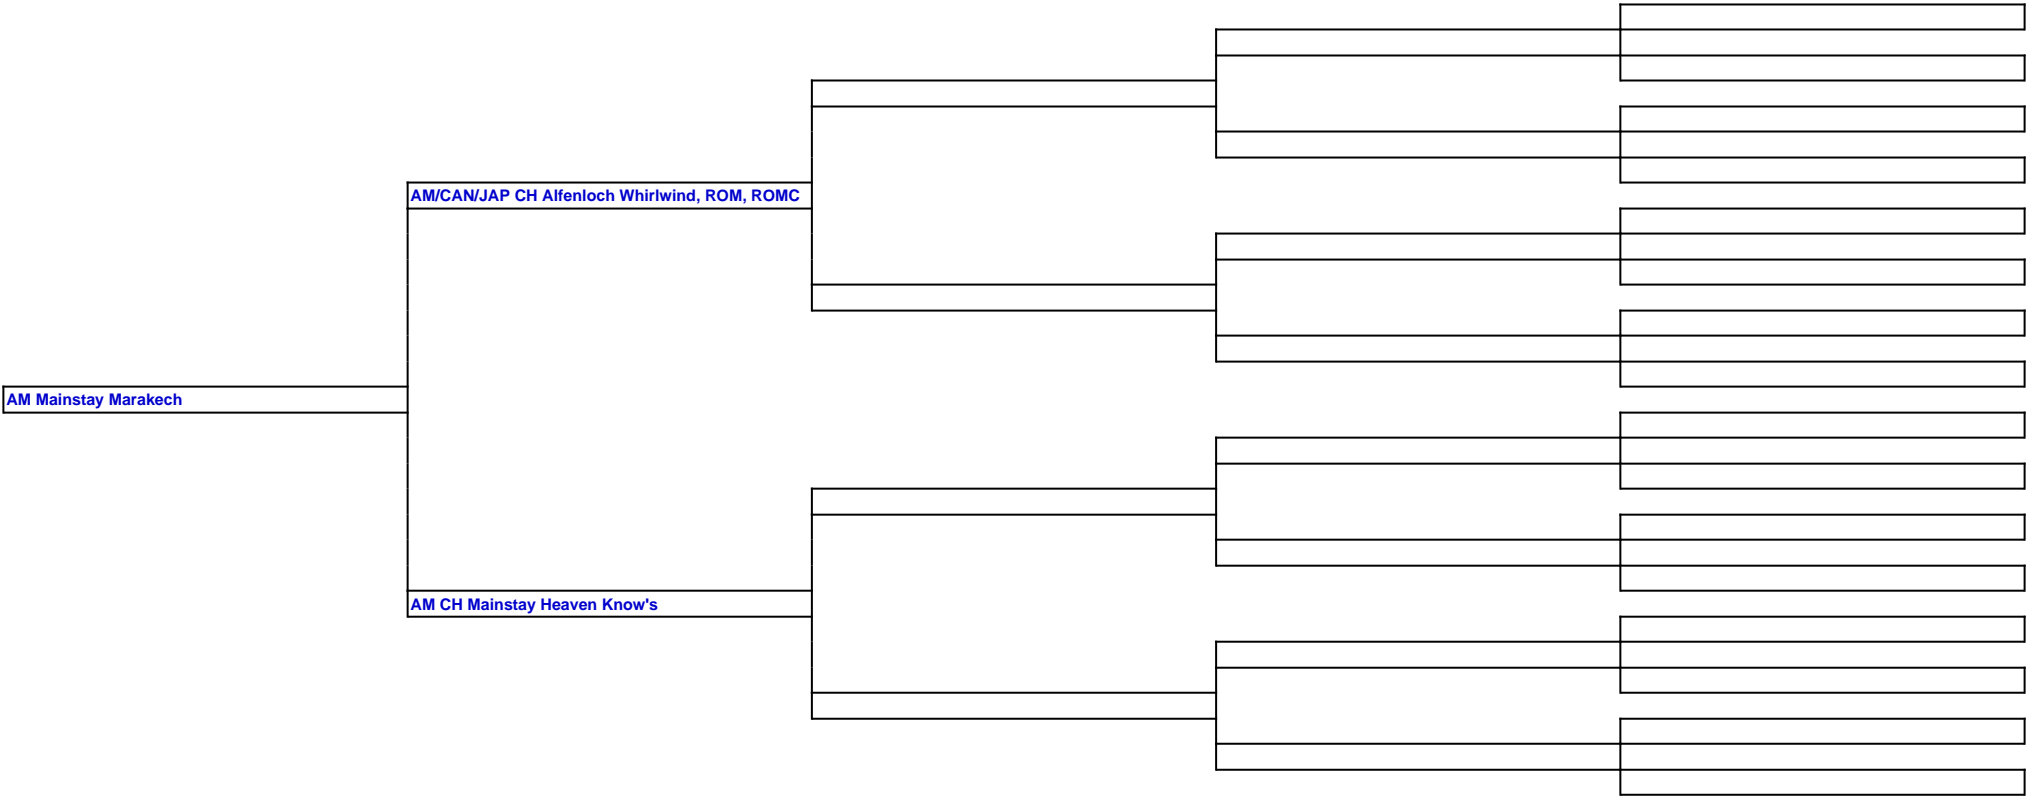 AM/CAN/JAP CH Alfenloch Whirlwind, ROM, ROMC
AM Mainstay Marakech
AM CH Mainstay Heaven Know's